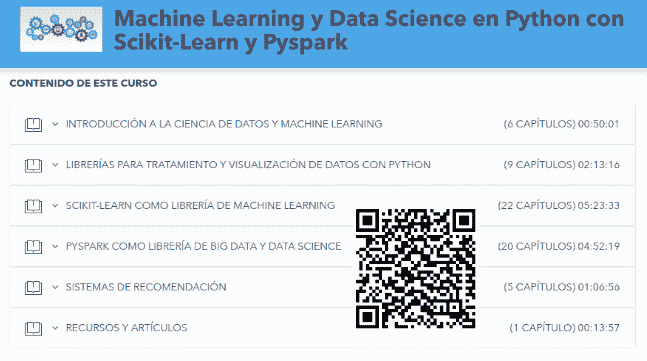 Machine Learning y Data Science en Python con
Scikit-Learn y Pyspark
CONTENIDO DE ESTE CURSO
INTRODUCCIÓN A LA CIENCIA DE DATOS Y MACHINE LEARNING (6 CAPÍTULOS) 00:50:01
LIBRERÍAS PARA TRATAMIENTO Y VISUALIZACIÓN DE DATOS CON PYTHON (9 CAPÍTULOS) 02:13:16
SCIKIT-LEARN COMO LIBRERÍA DE MACHINE LEARNING (22 CAPÍTULOS) 05:23:33
PYSPARK COMO LIBRERÍA DE BIG DATA Y DATA SCIENCE (20 CAPÍTULOS) 04:52:19
SISTEMAS DE RECOMENDACIÓN (5 CAPÍTULOS) 01:06:56
RECURSOS Y ARTÍCULOS (1 CAPÍTULO) 00:13:57